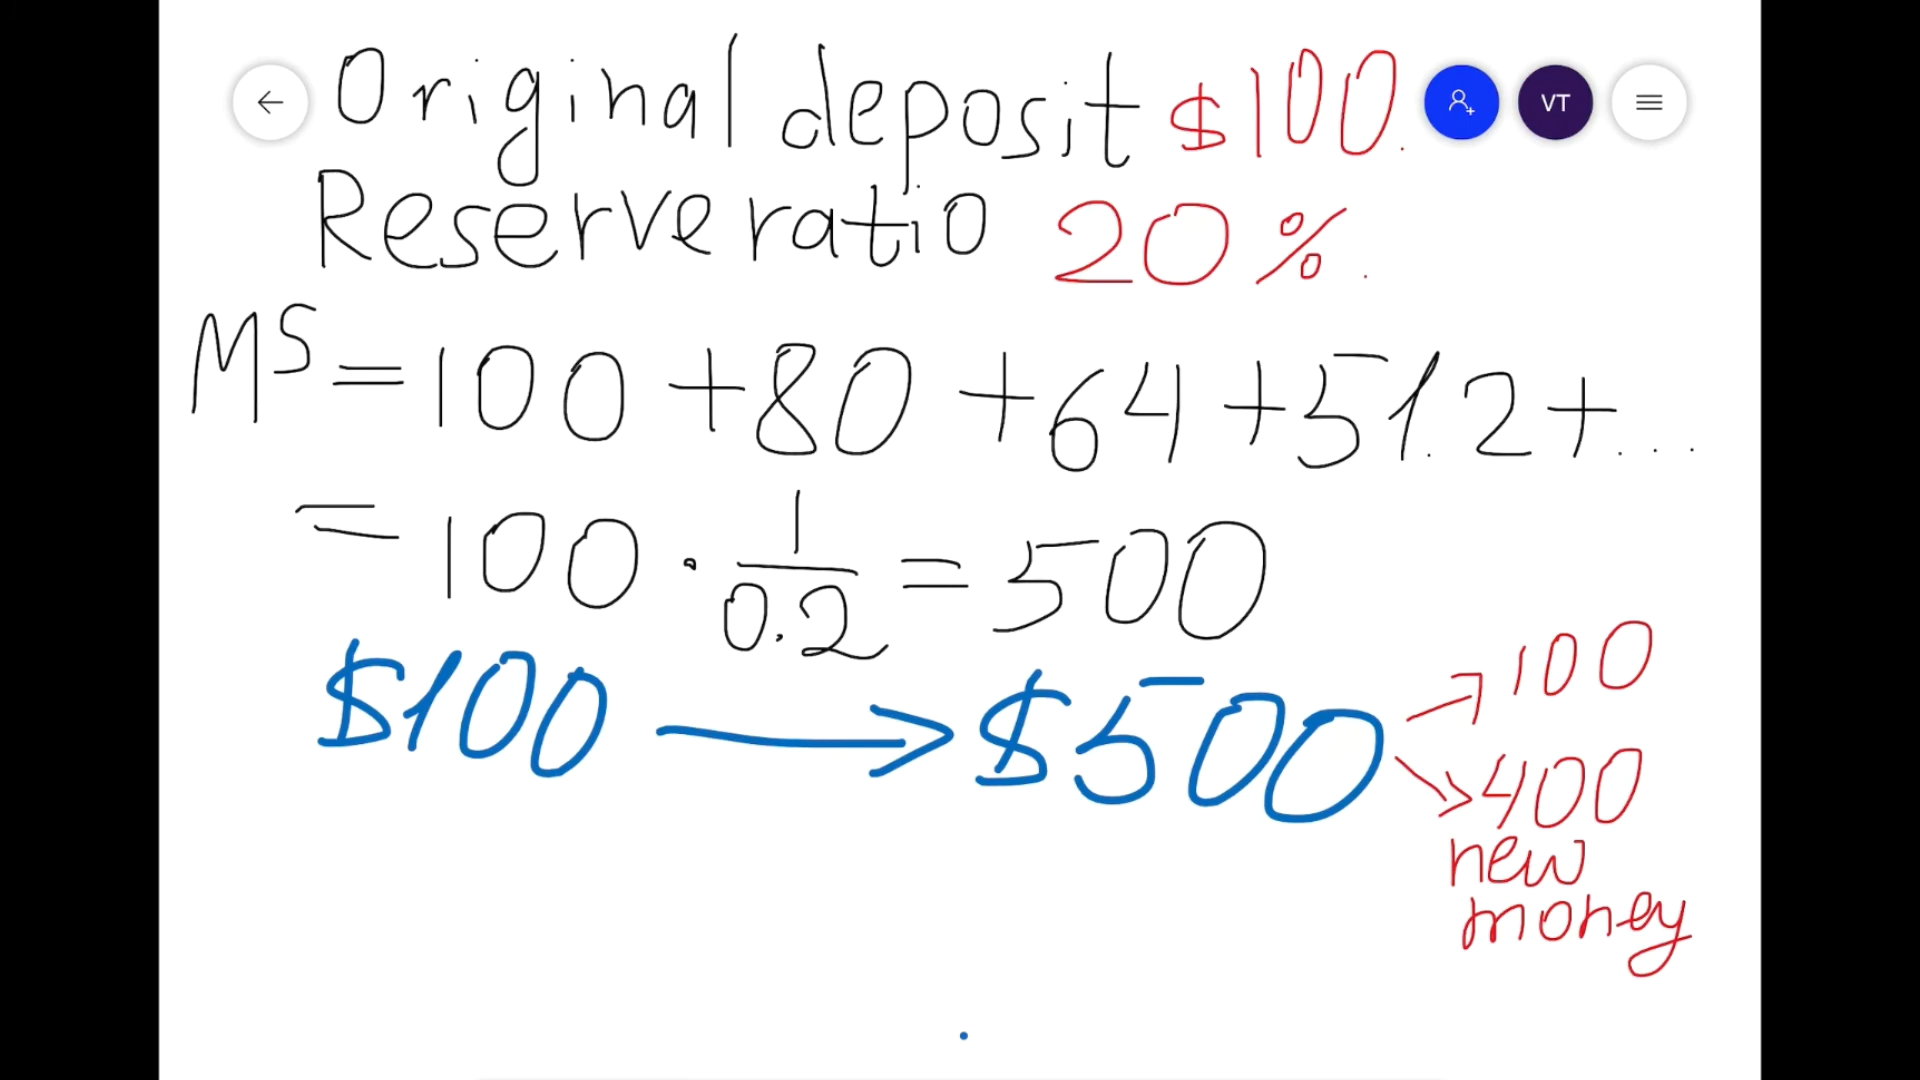 Original deposit $100.
VT
Reserve ratio 20%.
M^S = 100 + 80 + 64 + 51.2 + ...
= 100 · 1/0.2 = 500
$100 → $500
→ 100
→ 400
new
money